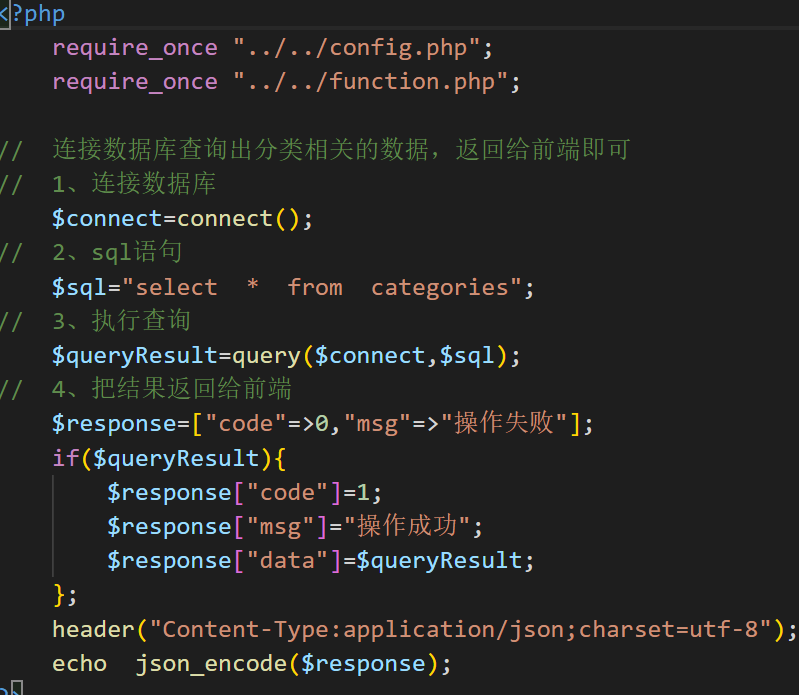 <?php
require_once "../../config.php";
require_once "../../function.php";
// 连接数据库查询出分类相关的数据，返回给前端即可
// 1、连接数据库
$connect=connect();
// 2、sql语句
$sql="select  *  from  categories";
// 3、执行查询
$queryResult=query($connect,$sql);
// 4、把结果返回给前端
$response=["code"=>0,"msg"=>"操作失败"];
if($queryResult){
$response["code"]=1;
$response["msg"]="操作成功";
$response["data"]=$queryResult;
};
header("Content-Type:application/json;charset=utf-8");
echo  json_encode($response);